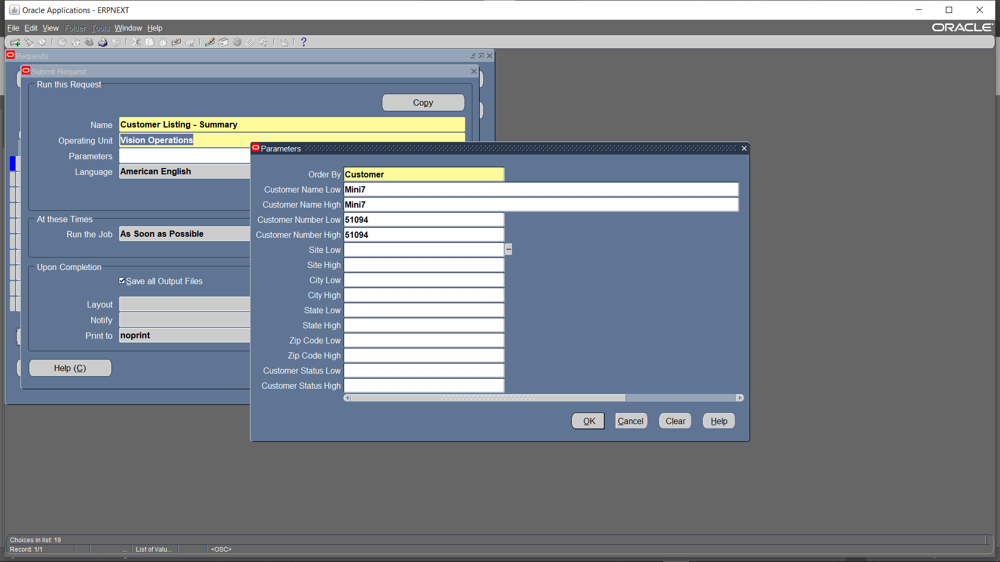 Oracle Applications - ERPNEXT
File Edit View Folder Tools Window Help
ORACLE
Requests
Submit Request
Run this Request
Copy
Name Customer Listing - Summary
Operating Unit Vision Operations
Parameters
Language American English
At these Times
Run the Job As Soon as Possible
Upon Completion
Save all Output Files
Layout
Notify
Print to noprint
Help (C)
Parameters
Order By Customer
Customer Name Low Mini7
Customer Name High Mini7
Customer Number Low 51094
Customer Number High 51094
Site Low
Site High
City Low
City High
State Low
State High
Zip Code Low
Zip Code High
Customer Status Low
Customer Status High
OK Cancel Clear Help
Choices in list: 19
Record: 1/1 ... List of Valu... <OSC>